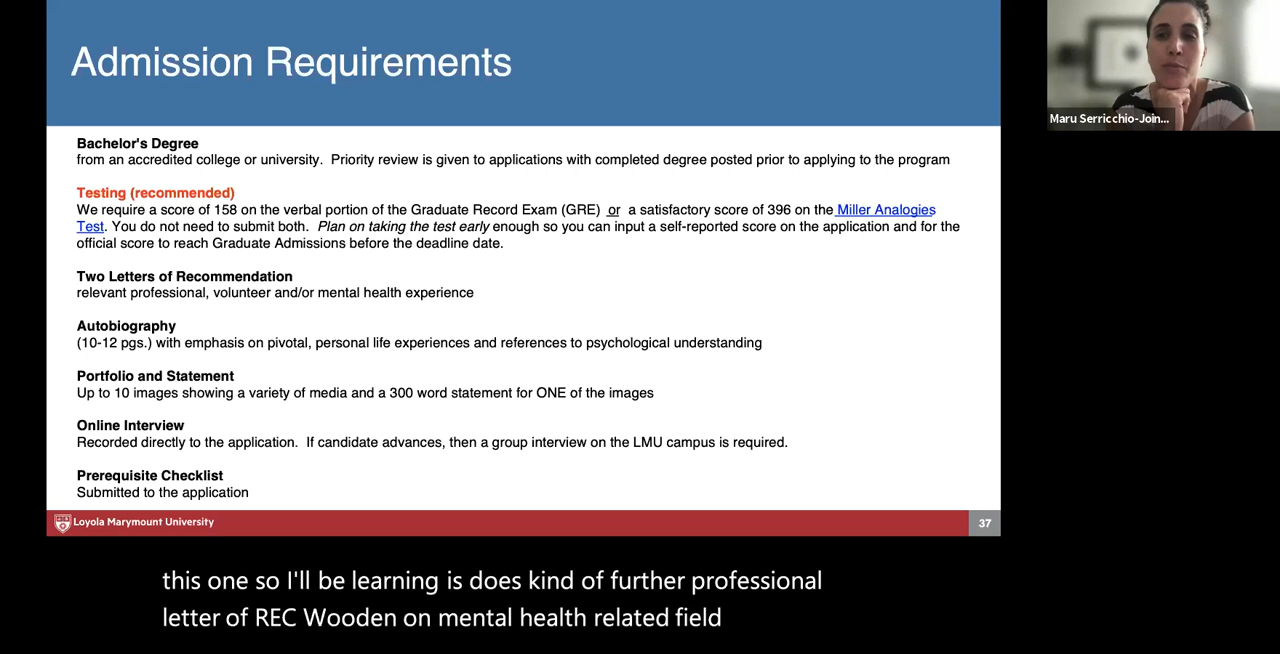 Admission Requirements
Bachelor's Degree
from an accredited college or university.  Priority review is given to applications with completed degree posted prior to applying to the program
Testing (recommended)
We require a score of 158 on the verbal portion of the Graduate Record Exam (GRE)  or  a satisfactory score of 396 on the Miller Analogies
Test. You do not need to submit both.  Plan on taking the test early enough so you can input a self-reported score on the application and for the
official score to reach Graduate Admissions before the deadline date.
Two Letters of Recommendation
relevant professional, volunteer and/or mental health experience
Autobiography
(10-12 pgs.) with emphasis on pivotal, personal life experiences and references to psychological understanding
Portfolio and Statement
Up to 10 images showing a variety of media and a 300 word statement for ONE of the images
Online Interview
Recorded directly to the application.  If candidate advances, then a group interview on the LMU campus is required.
Prerequisite Checklist
Submitted to the application
Loyola Marymount University
37
Maru Serricchio-Join...
this one so I'll be learning is does kind of further professional
letter of REC Wooden on mental health related field